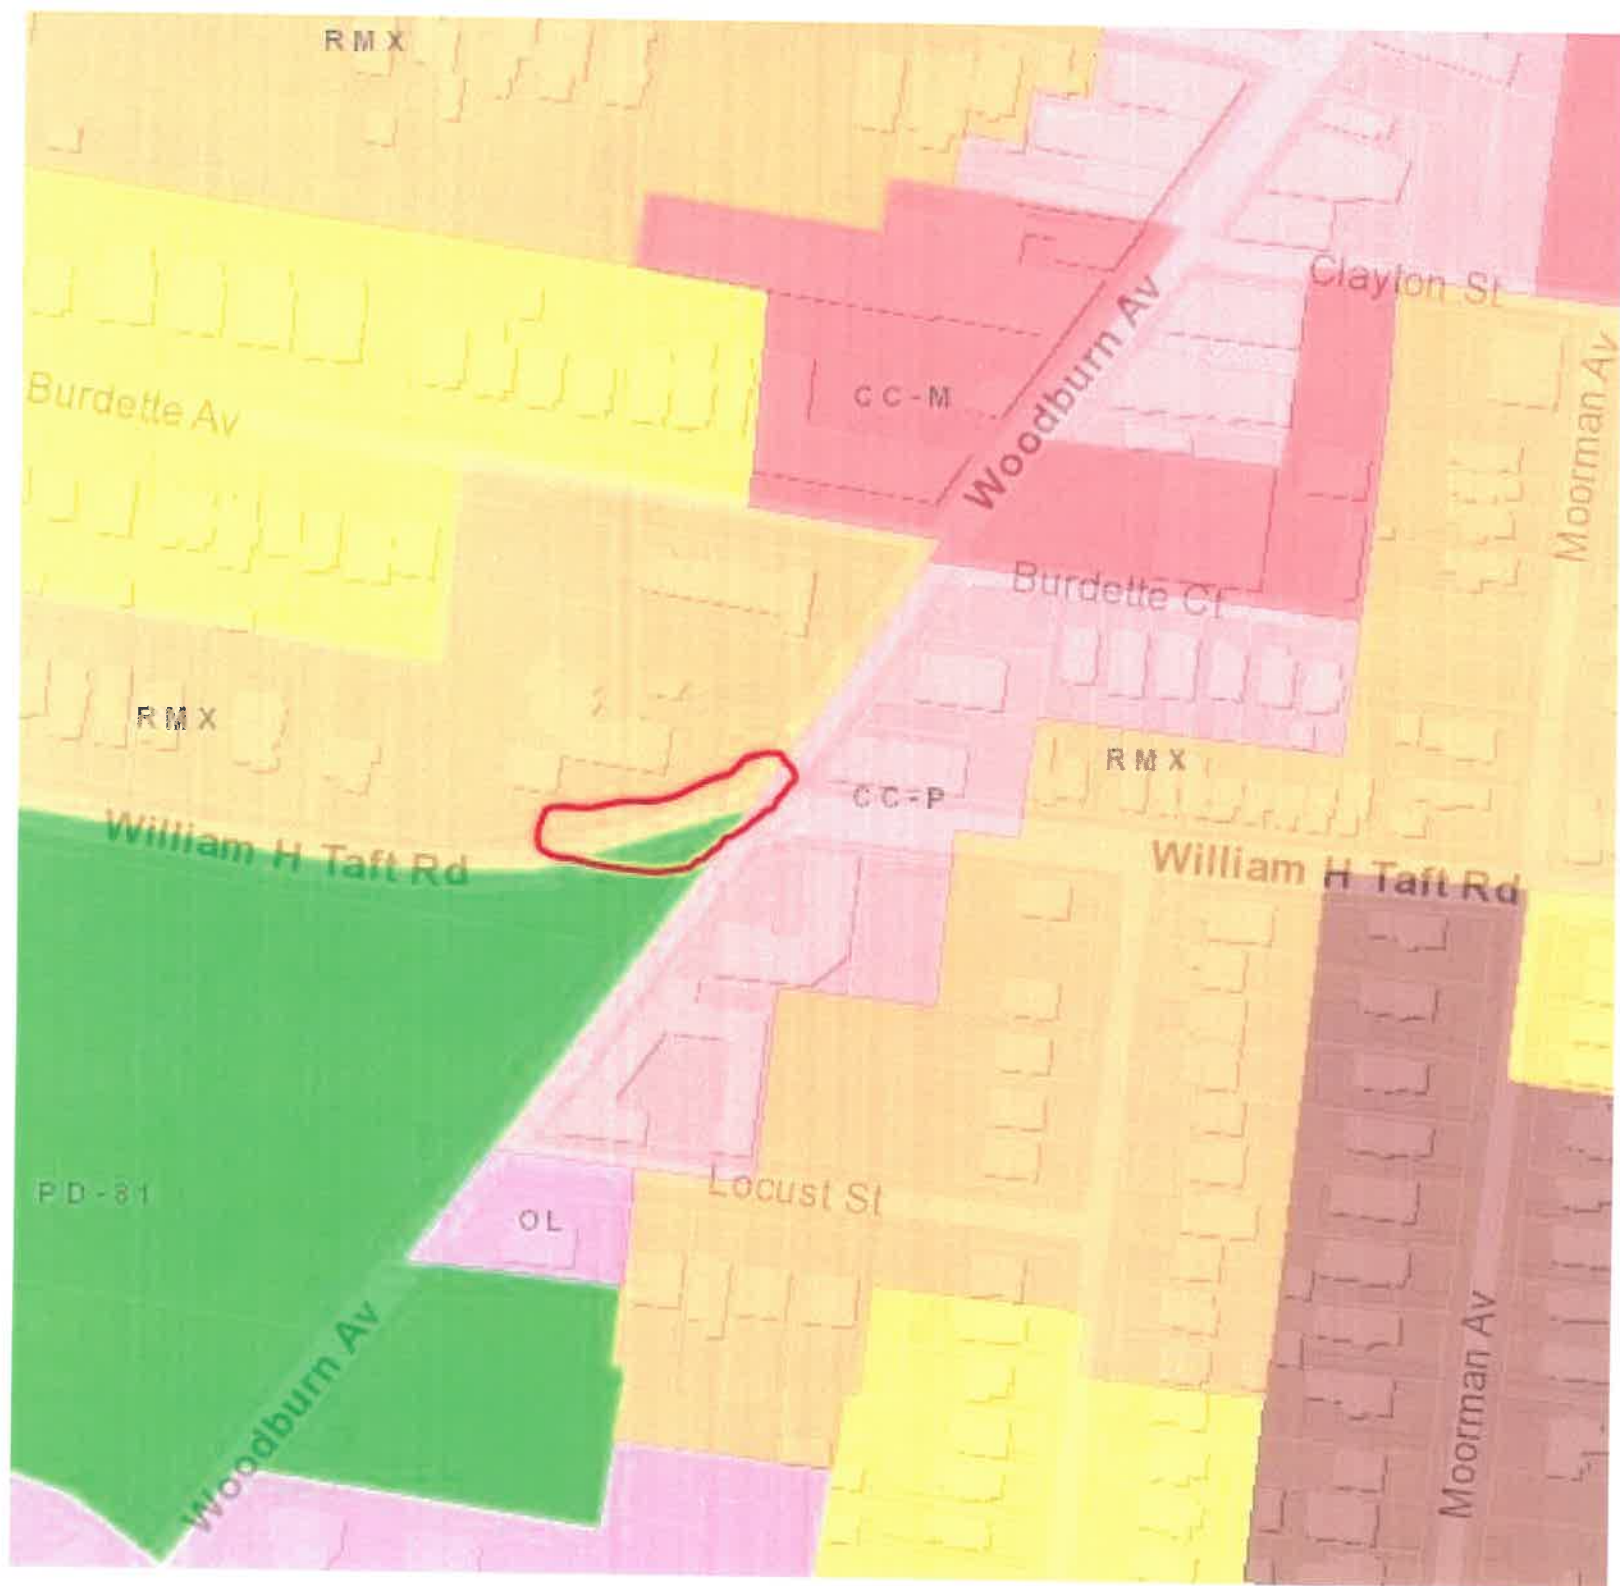 RMX
Clayton St
Woodburn Av
Moorman Av
Burdette Av
CC-M
Burdette Ct
RMX
RMX
CC-P
William H Taft Rd
William H Taft Rd
PD-81
OL
Locust St
Woodburn Av
Moorman Av